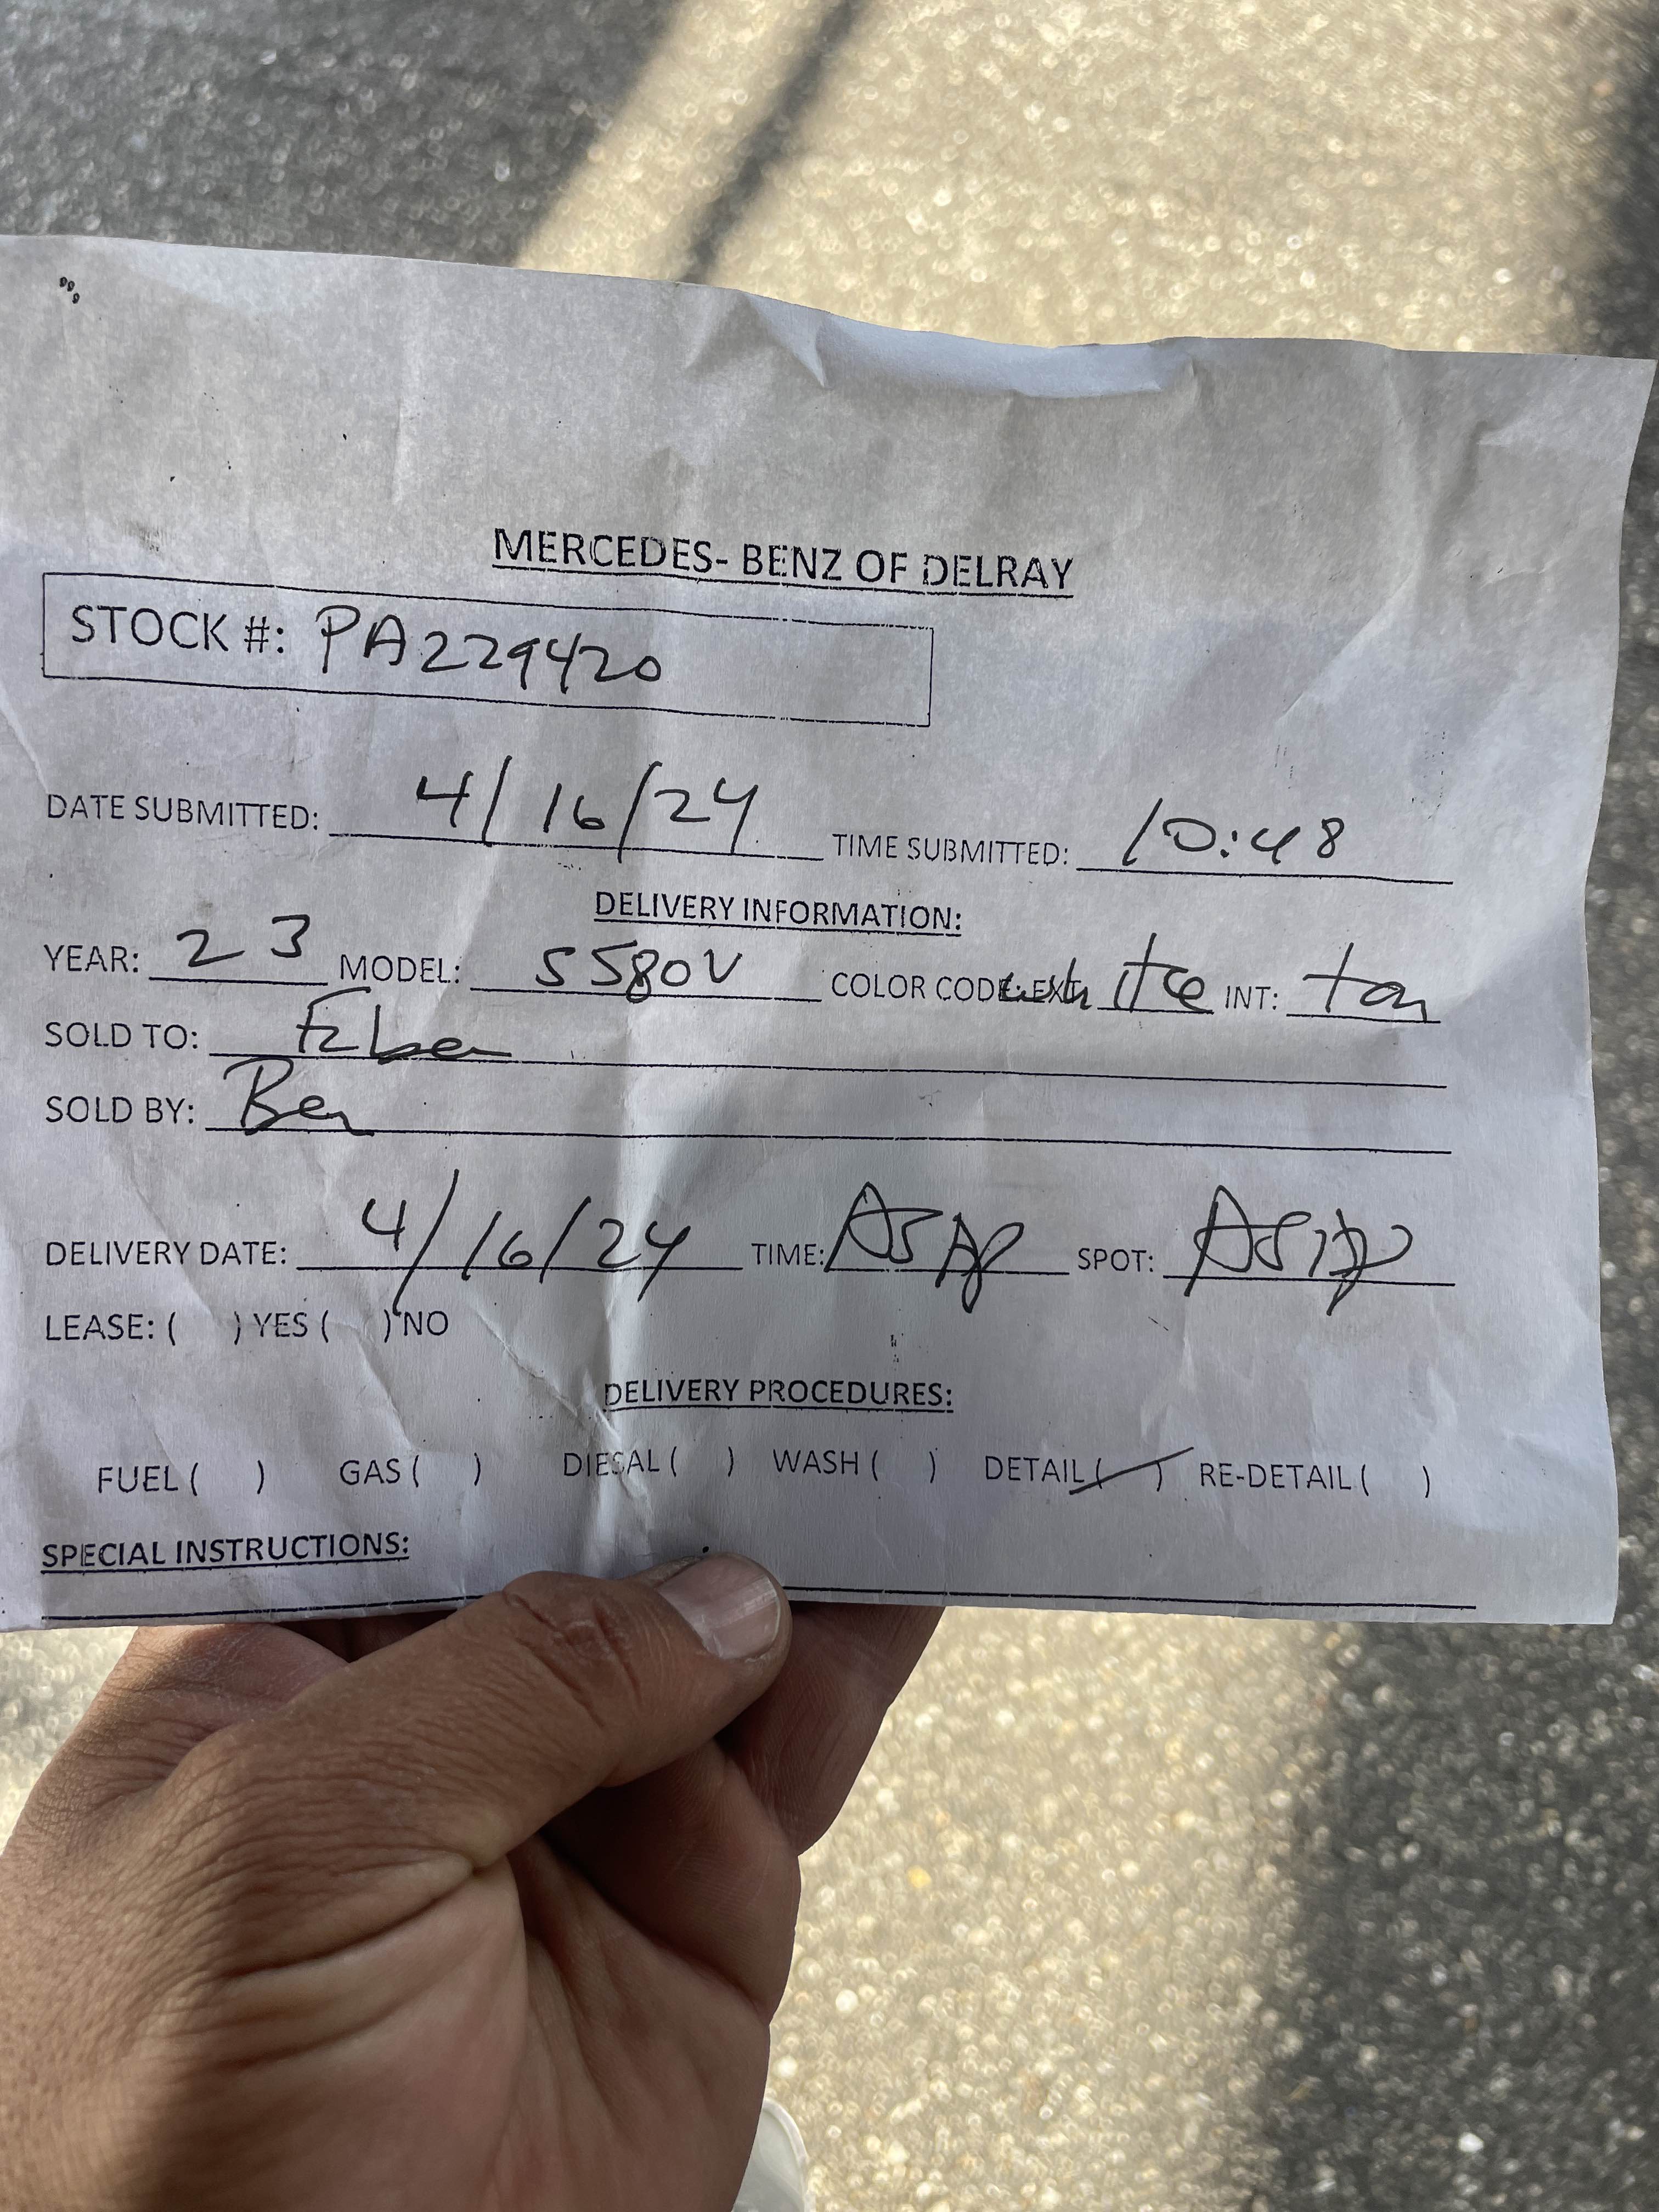 MERCEDES- BENZ OF DELRAY
STOCK #: PA229420
DATE SUBMITTED: 4/16/24 TIME SUBMITTED: 10:48
DELIVERY INFORMATION:
YEAR: 23 MODEL: S580V COLOR CODE: EXT white INT: tan
SOLD TO:
SOLD BY: Ben
DELIVERY DATE: 4/16/24 TIME: ASAP SPOT: ASAP
LEASE: ( ) YES ( ) NO
DELIVERY PROCEDURES:
FUEL ( ) GAS ( ) DIESAL ( ) WASH ( ) DETAIL (✓) RE-DETAIL ( )
SPECIAL INSTRUCTIONS: